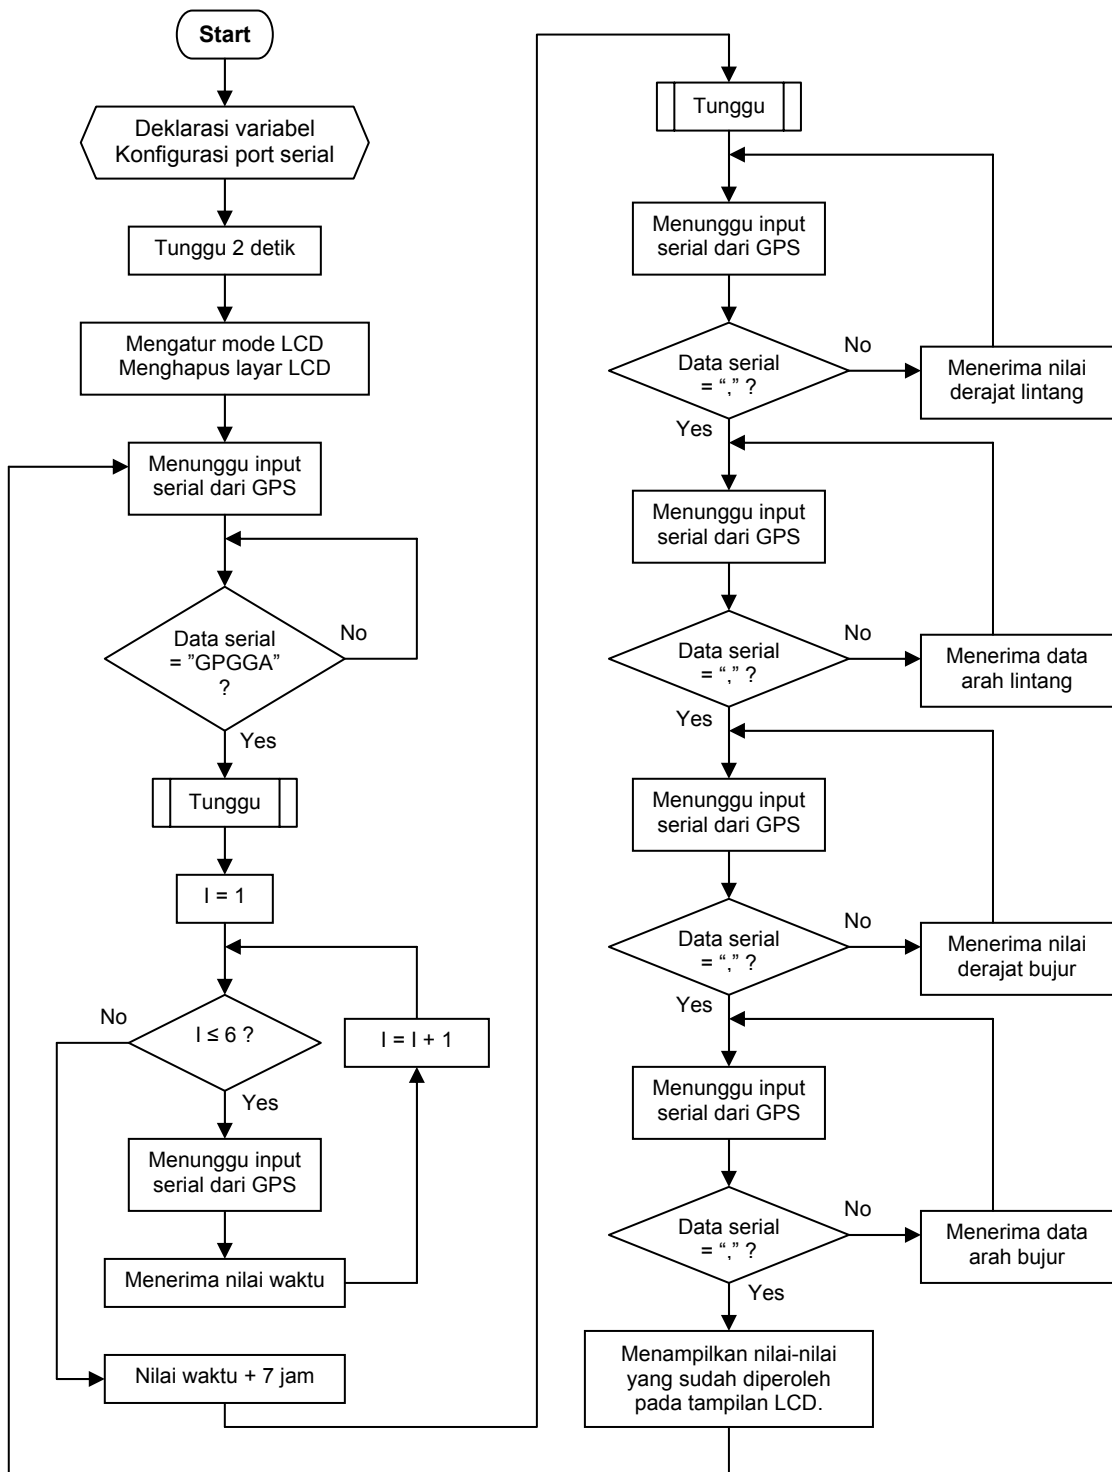 Start
Deklarasi variabel
Konfigurasi port serial
Tunggu 2 detik
Mengatur mode LCD
Menghapus layar LCD
Menunggu input
serial dari GPS
Data serial
= ”GPGGA”
?
No
Yes
Tunggu
I = 1
I ≤ 6 ?
No
I = I + 1
Yes
Menunggu input
serial dari GPS
Menerima nilai waktu
Nilai waktu + 7 jam
Tunggu
Menunggu input
serial dari GPS
Data serial
= “,” ?
No
Menerima nilai
derajat lintang
Yes
Menunggu input
serial dari GPS
Data serial
= “,” ?
No
Menerima data
arah lintang
Yes
Menunggu input
serial dari GPS
Data serial
= “,” ?
No
Menerima nilai
derajat bujur
Yes
Menunggu input
serial dari GPS
Data serial
= “,” ?
No
Menerima data
arah bujur
Yes
Menampilkan nilai-nilai
yang sudah diperoleh
pada tampilan LCD.